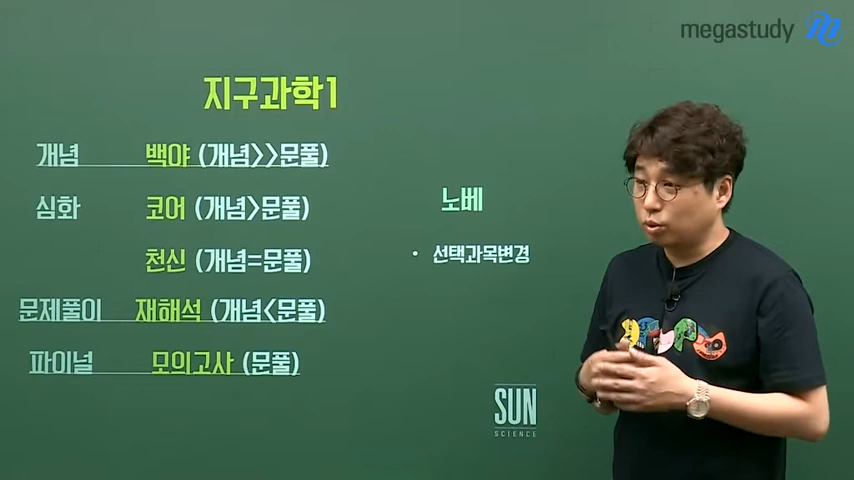 megastudy
지구과학1
개념 백야 (개념>>문풀)
심화 코어 (개념>문풀)
천신 (개념=문풀)
문제풀이 재해석 (개념<문풀)
파이널 모의고사 (문풀)
노베
• 선택과목변경
SUN
SCIENCE